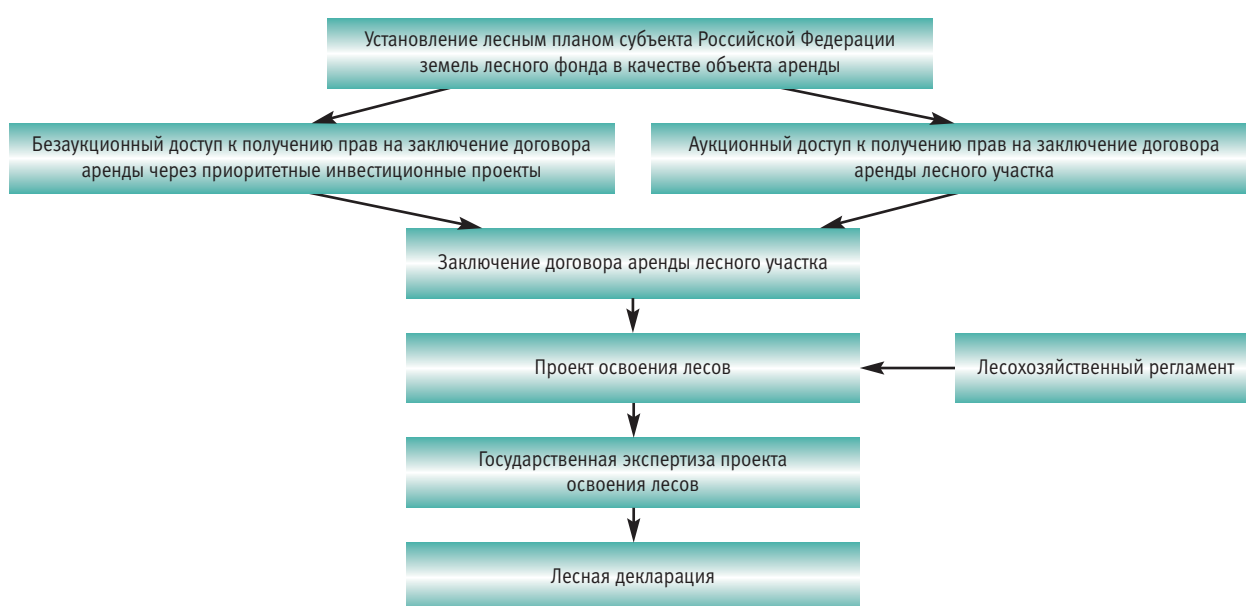 Установление лесным планом субъекта Российской Федерации
земель лесного фонда в качестве объекта аренды
Безаукционный доступ к получению прав на заключение договора
аренды через приоритетные инвестиционные проекты
Аукционный доступ к получению прав на заключение договора
аренды лесного участка
Заключение договора аренды лесного участка
Проект освоения лесов
Лесохозяйственный регламент
Государственная экспертиза проекта
освоения лесов
Лесная декларация